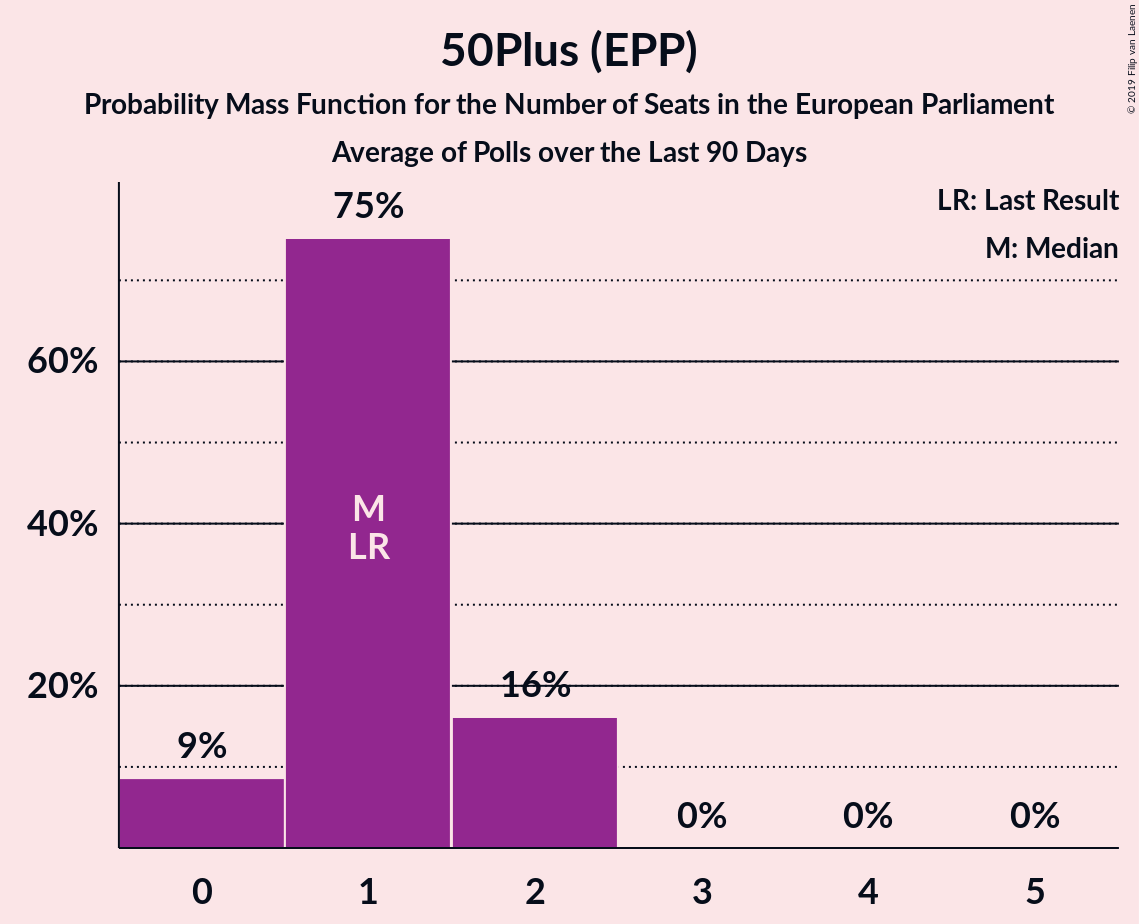 50Plus (EPP)
Probability Mass Function for the Number of Seats in the European Parliament
Average of Polls over the Last 90 Days
© 2019 Filip van Laenen
LR: Last Result
M: Median
75%
60%
M
40%
LR
16%
20%
9%
0%
0%
0%
0
1
2
3
4
5